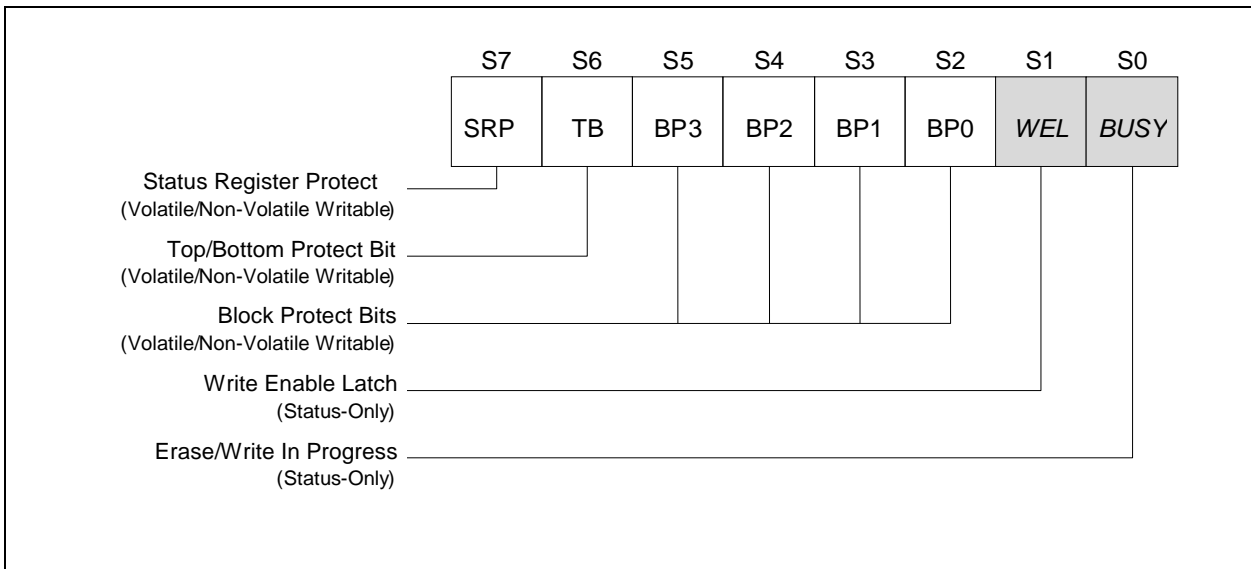 S7 S6 S5 S4 S3 S2 S1 S0
SRP TB BP3 BP2 BP1 BP0 WEL BUSY
Status Register Protect
(Volatile/Non-Volatile Writable)
Top/Bottom Protect Bit
(Volatile/Non-Volatile Writable)
Block Protect Bits
(Volatile/Non-Volatile Writable)
Write Enable Latch
(Status-Only)
Erase/Write In Progress
(Status-Only)